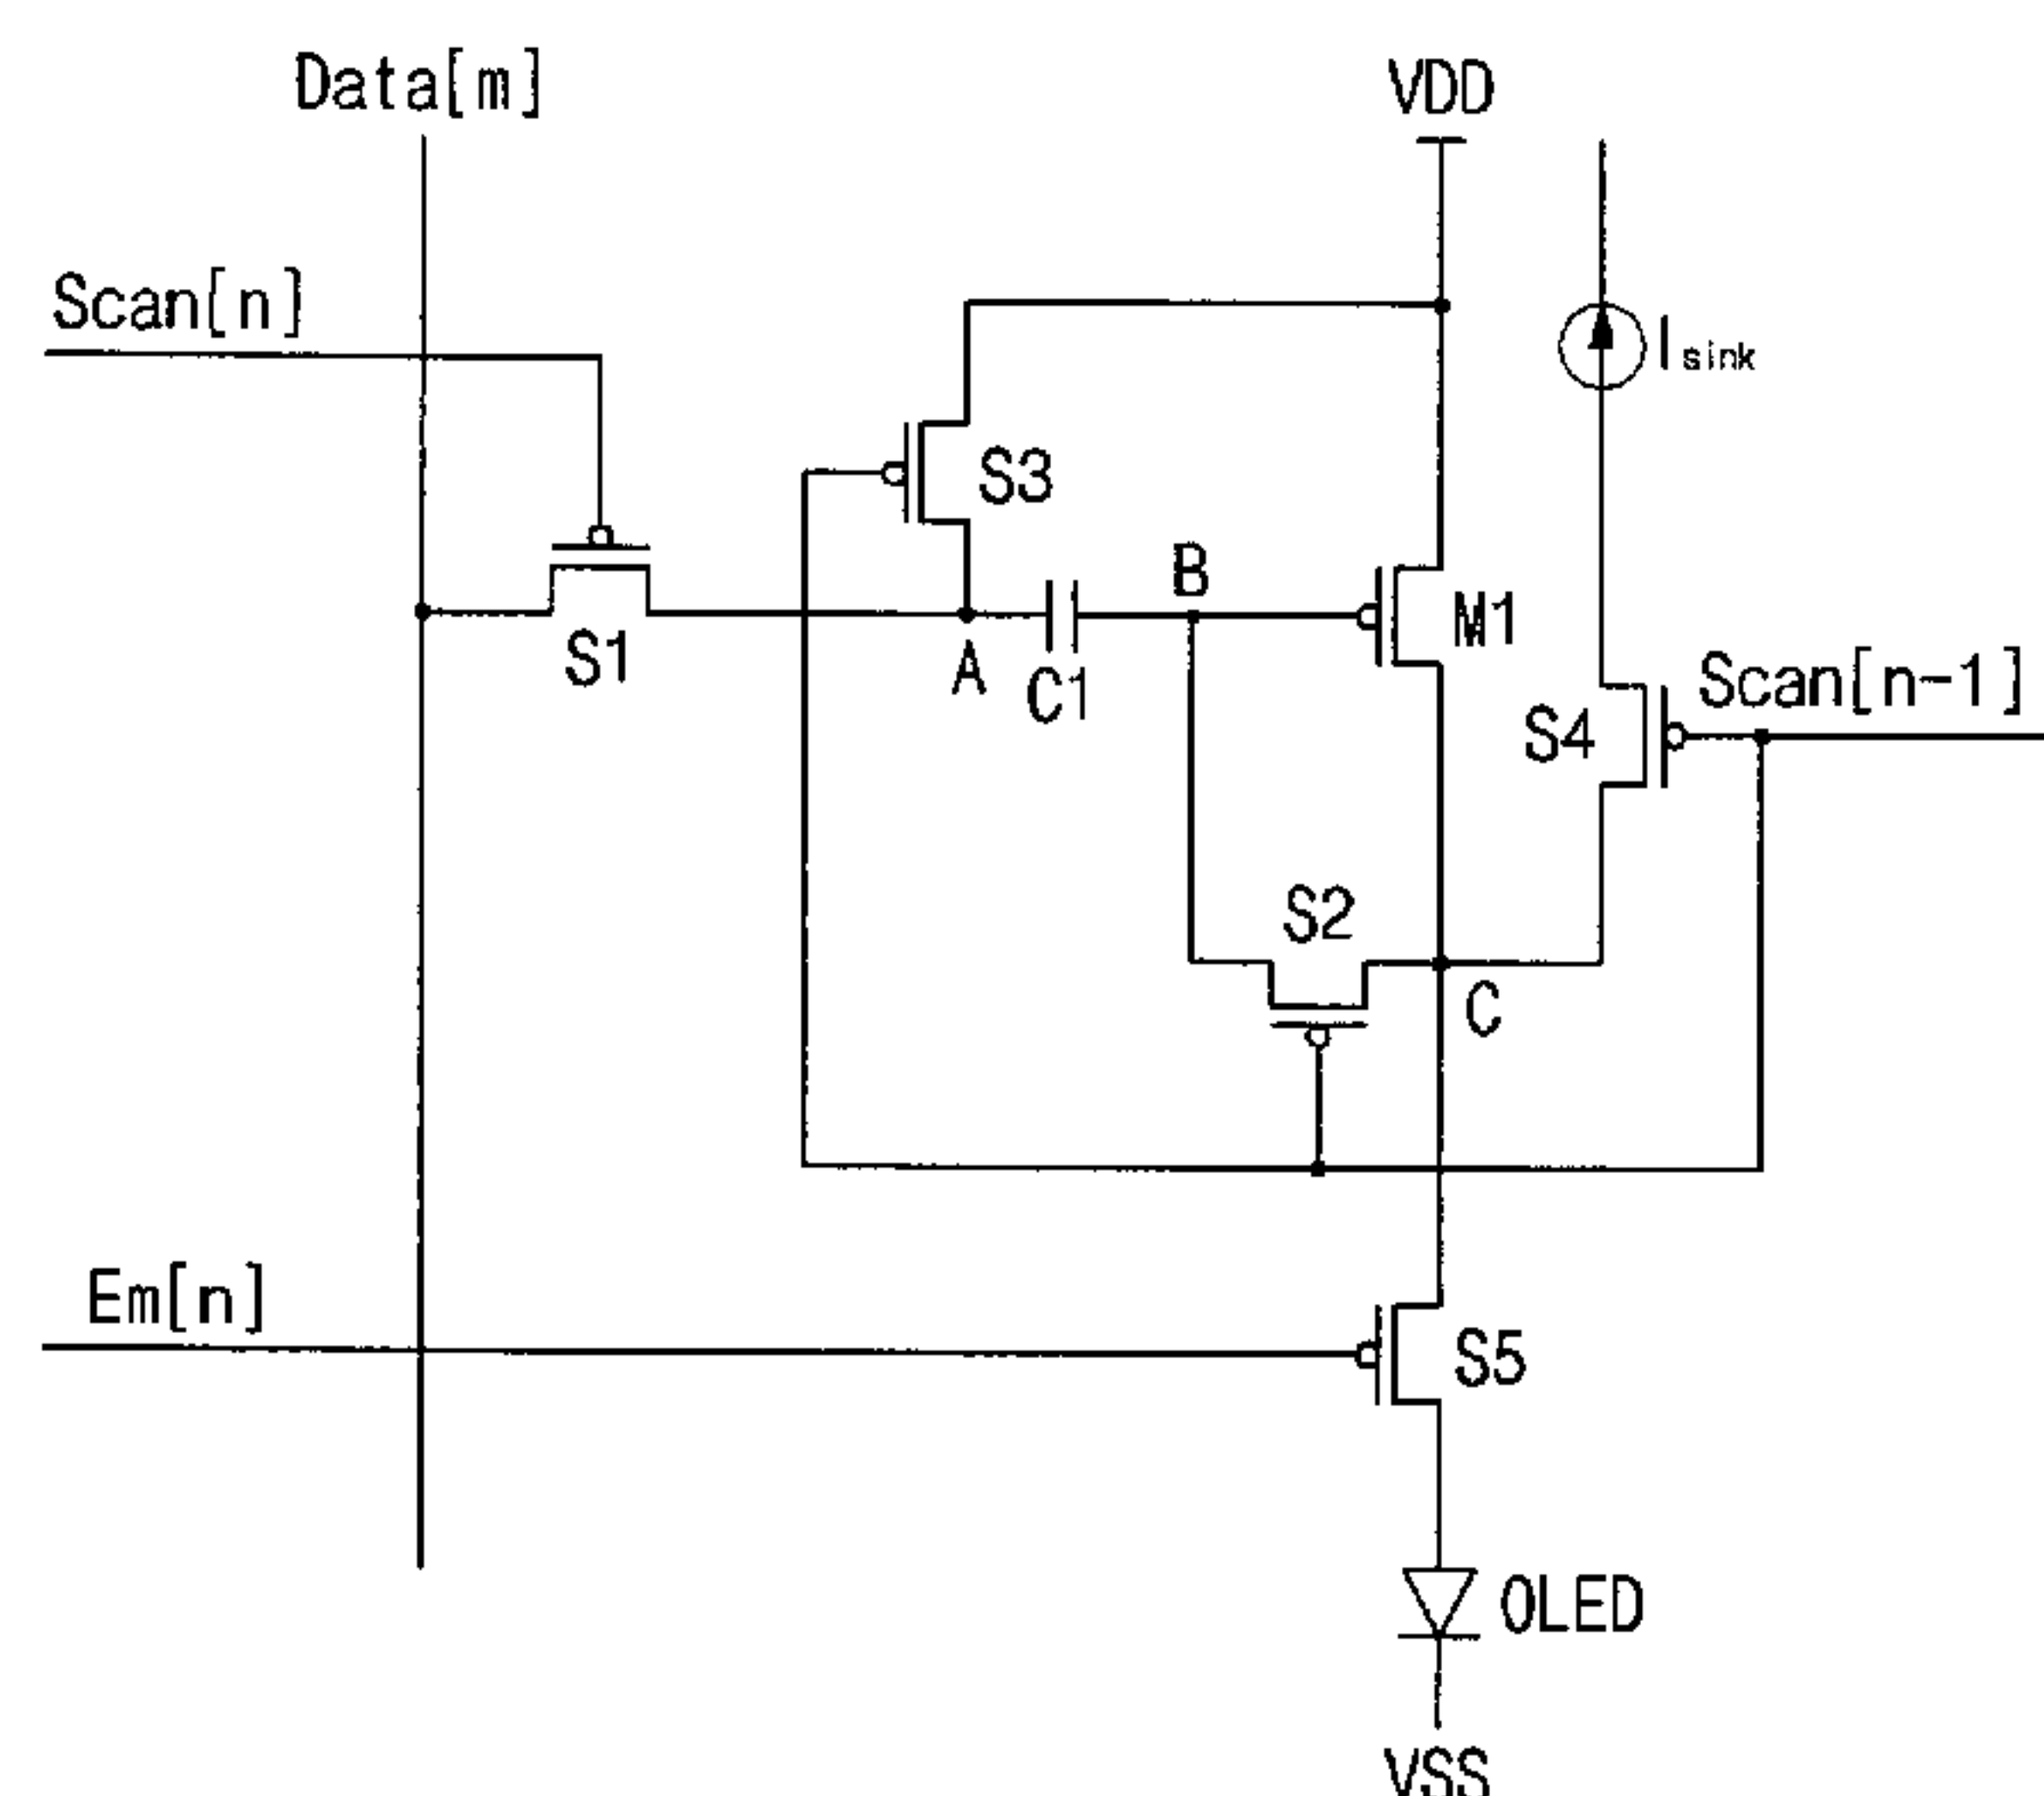 Data[m]
VDD
Scan[n]
Isink
S3
B
M1
S1
A
C1
Scan[n-1]
S4
S2
C
Em[n]
S5
OLED
VSS